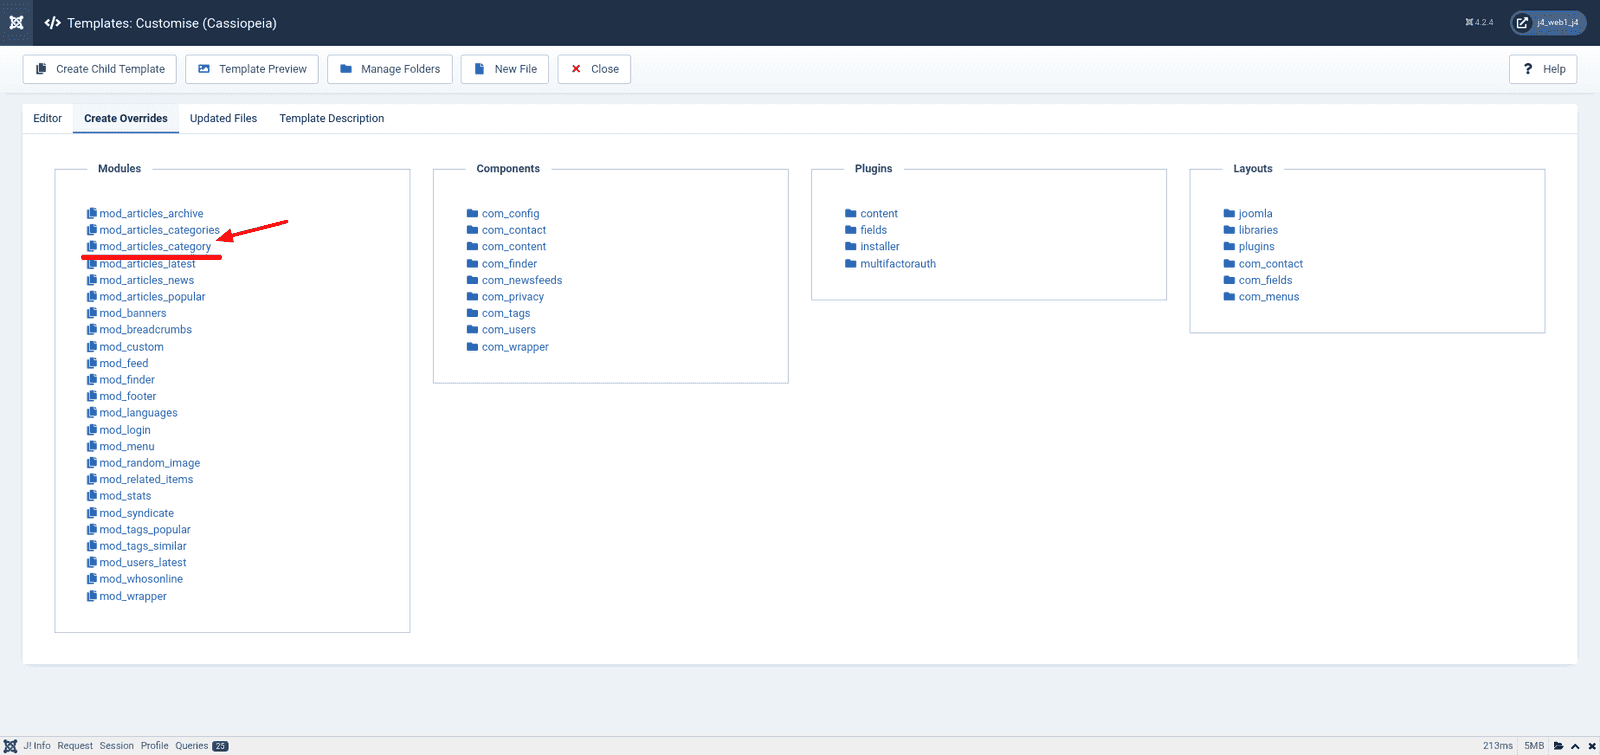 Templates: Customise (Cassiopeia)
4.2.4
j4_web1_j4
Create Child Template
Template Preview
Manage Folders
New File
Close
? Help
Editor
Create Overrides
Updated Files
Template Description
Modules
mod_articles_archive
mod_articles_categories
mod_articles_category
mod_articles_latest
mod_articles_news
mod_articles_popular
mod_banners
mod_breadcrumbs
mod_custom
mod_feed
mod_finder
mod_footer
mod_languages
mod_login
mod_menu
mod_random_image
mod_related_items
mod_stats
mod_syndicate
mod_tags_popular
mod_tags_similar
mod_users_latest
mod_whosonline
mod_wrapper
Components
com_config
com_contact
com_content
com_finder
com_newsfeeds
com_privacy
com_tags
com_users
com_wrapper
Plugins
content
fields
installer
multifactorauth
Layouts
joomla
libraries
plugins
com_contact
com_fields
com_menus
J! Info
Request
Session
Profile
Queries 25
213ms
5MB